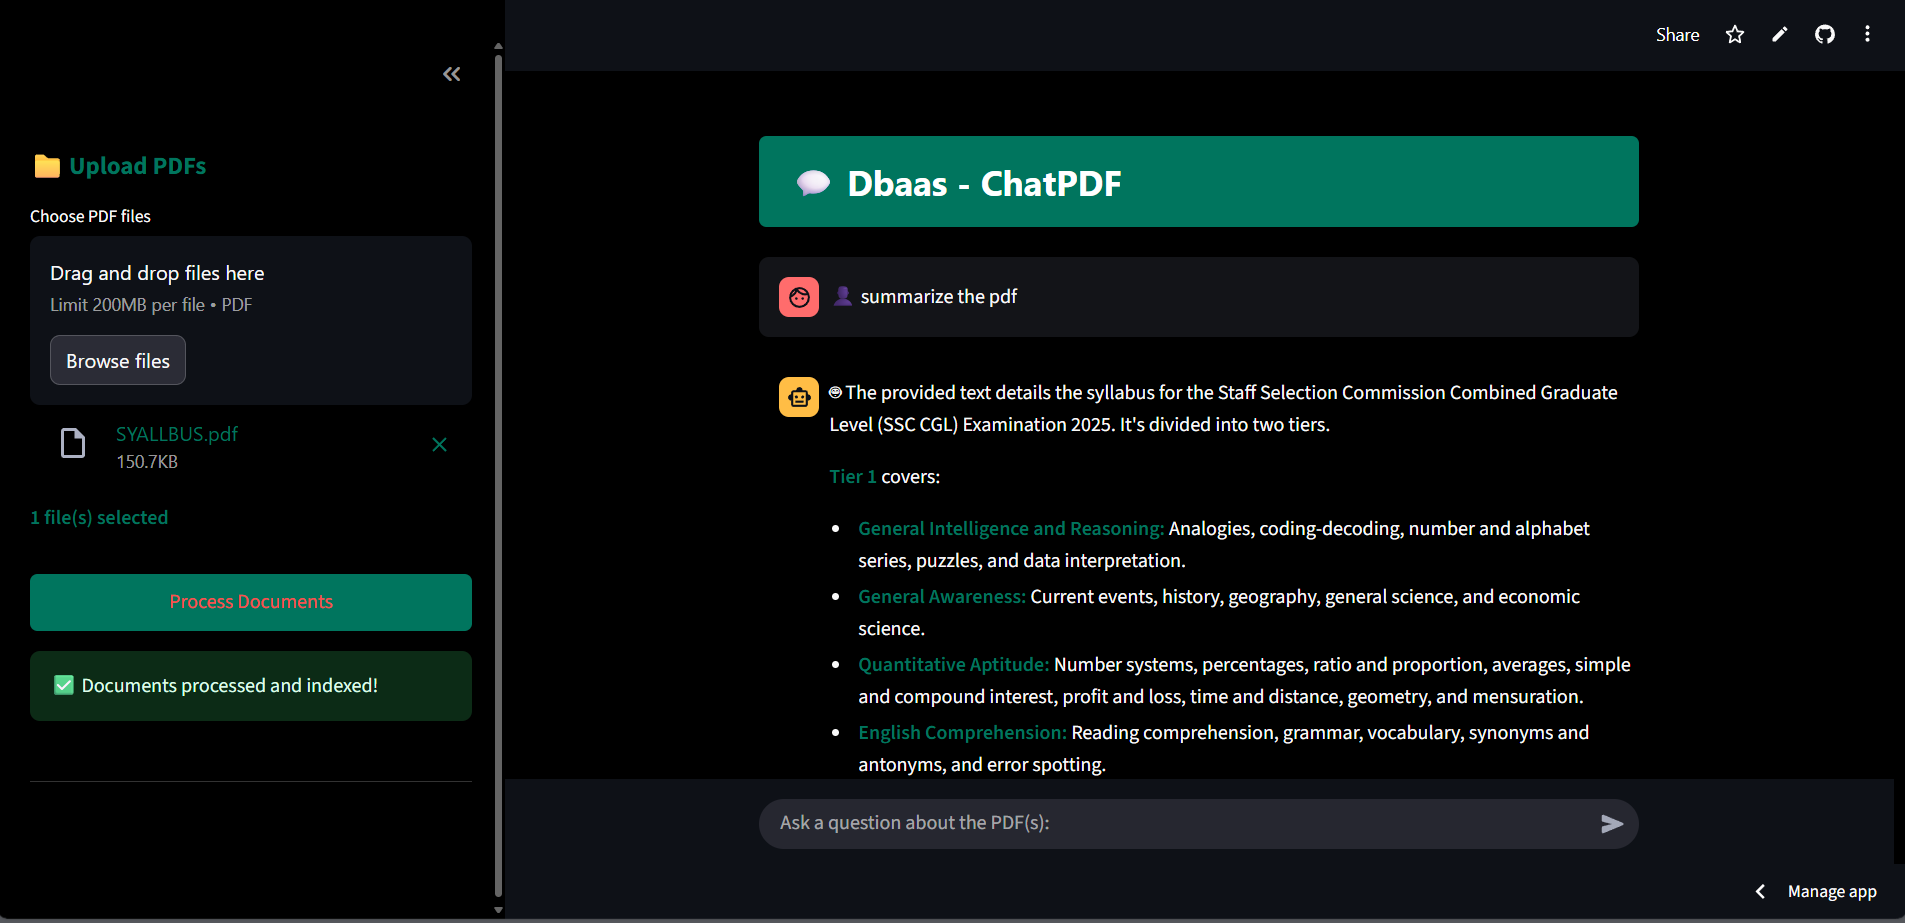 Share
Upload PDFs
Choose PDF files
Drag and drop files here
Limit 200MB per file • PDF
Browse files
SYALLBUS.pdf
150.7KB
1 file(s) selected
Process Documents
Documents processed and indexed!
Dbaas - ChatPDF
summarize the pdf
The provided text details the syllabus for the Staff Selection Commission Combined Graduate
Level (SSC CGL) Examination 2025. It's divided into two tiers.
Tier 1 covers:
• General Intelligence and Reasoning: Analogies, coding-decoding, number and alphabet
series, puzzles, and data interpretation.
• General Awareness: Current events, history, geography, general science, and economic
science.
• Quantitative Aptitude: Number systems, percentages, ratio and proportion, averages, simple
and compound interest, profit and loss, time and distance, geometry, and mensuration.
• English Comprehension: Reading comprehension, grammar, vocabulary, synonyms and
antonyms, and error spotting.
Ask a question about the PDF(s):
Manage app